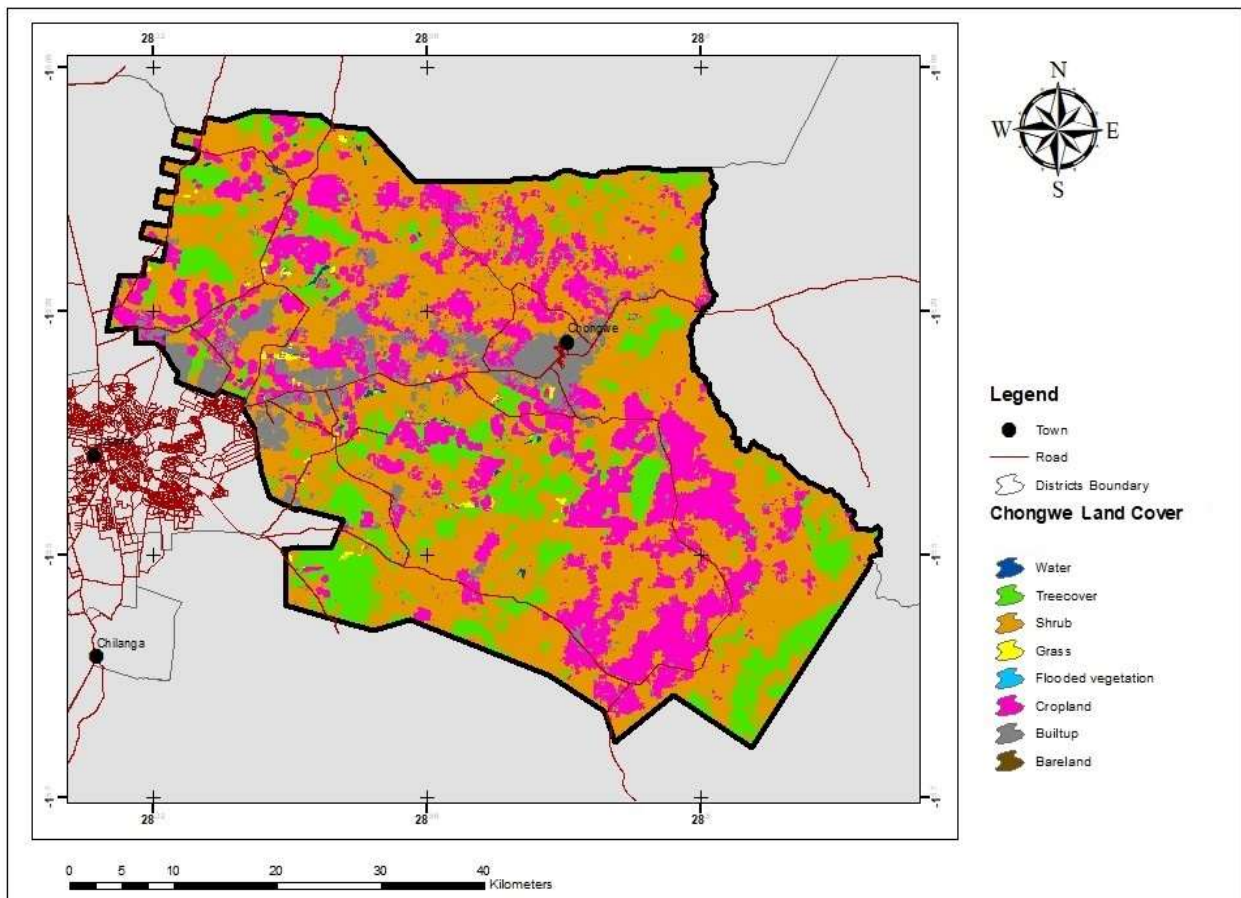 28
28
28
N
W
E
S
Chongwe
Chilanga
28
28
28
Legend
Town
Road
Districts Boundary
Chongwe Land Cover
Water
Treecover
Shrub
Grass
Flooded vegetation
Cropland
Builtup
Bareland
0 5 10 20 30 40
Kilometers